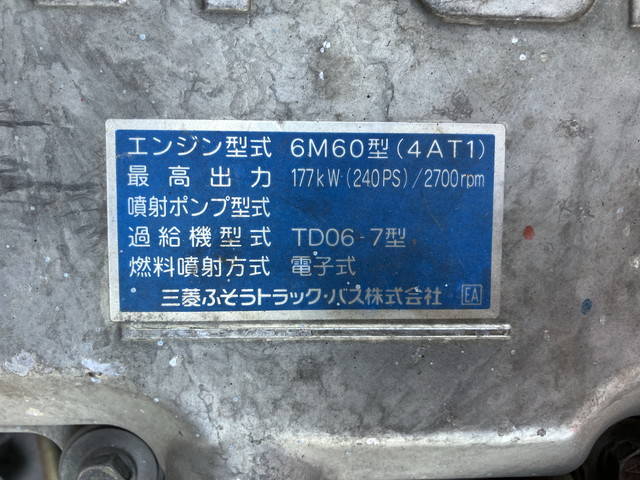 エンジン型式 6M60型(4AT1)
最高出力 177kW(240PS)/2700rpm
噴射ポンプ型式
過給機型式 TD06-7型
燃料噴射方式 電子式
三菱ふそうトラック・バス株式会社 EA